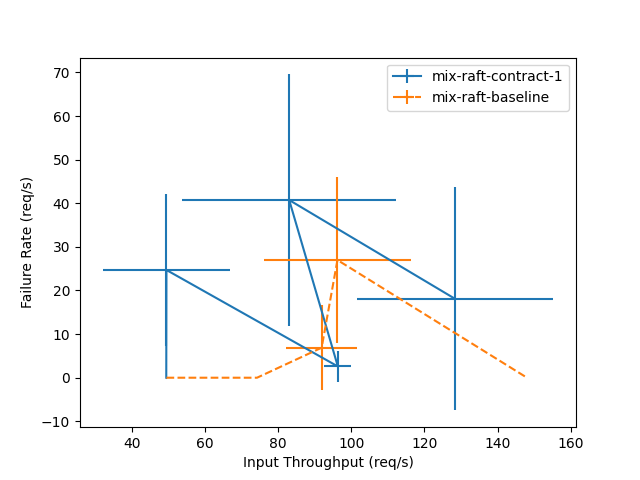 mix-raft-contract-1
mix-raft-baseline
70
60
50
40
30
20
10
0
−10
Failure Rate (req/s)
40 60 80 100 120 140 160
Input Throughput (req/s)